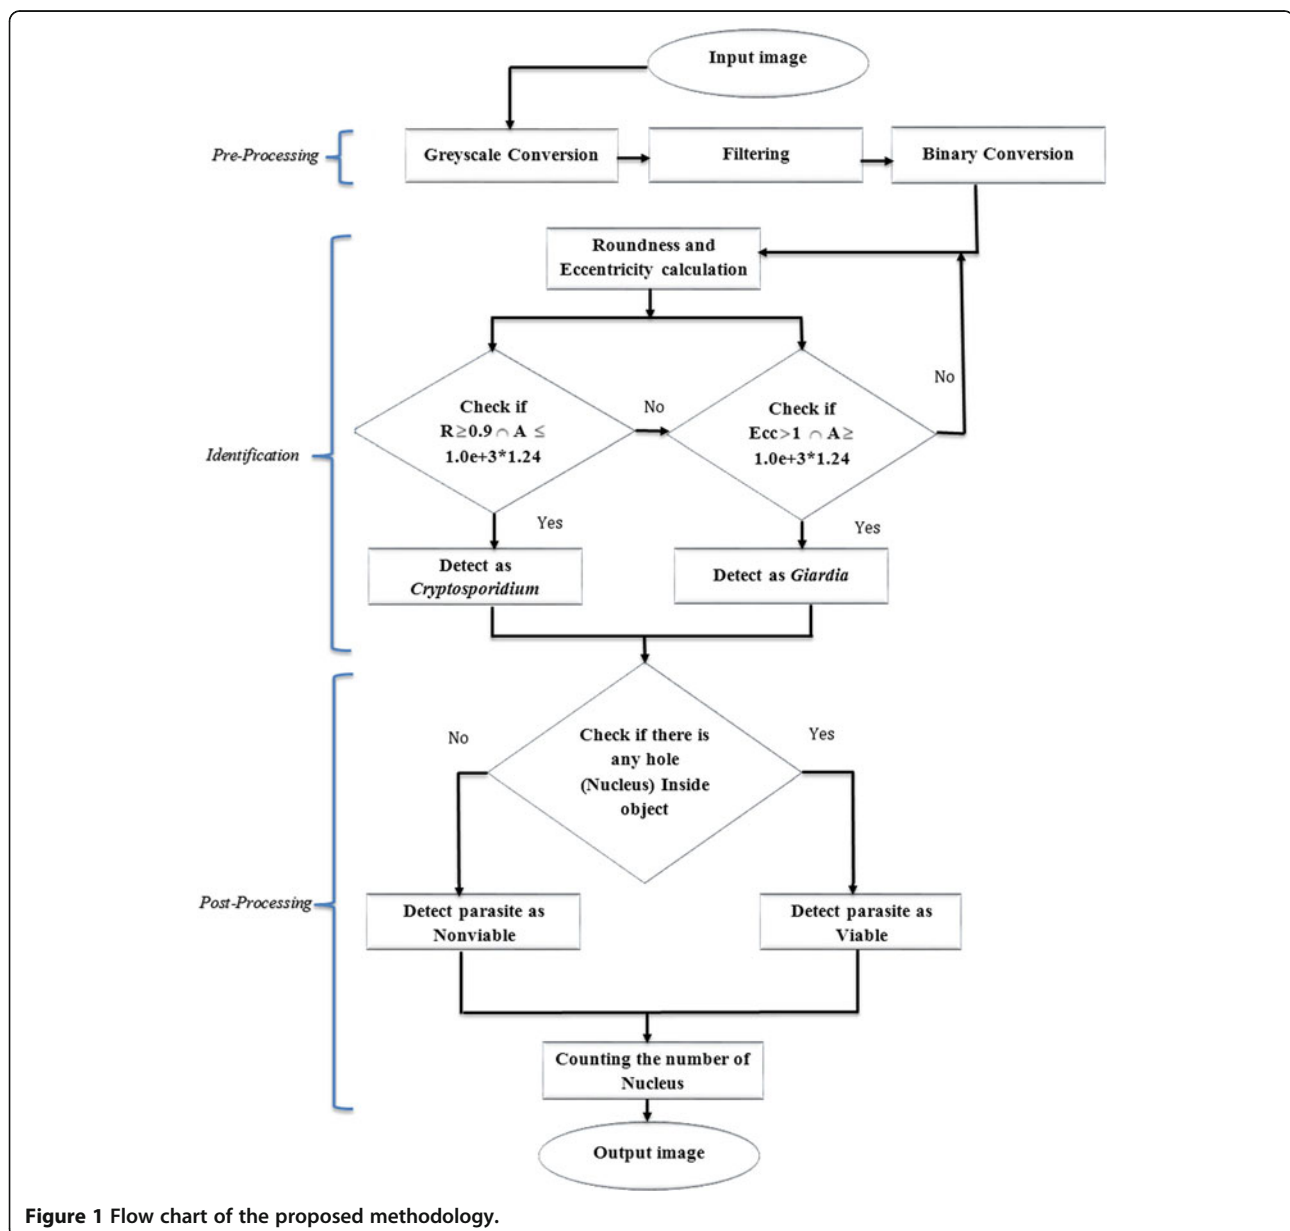 Input image
Pre-Processing
Greyscale Conversion
Filtering
Binary Conversion
Roundness and
Eccentricity calculation
Identification
Check if
R≥0.9 ∩ A ≤
1.0e+3*1.24
No
Check if
Ecc>1 ∩ A≥
1.0e+3*1.24
No
Yes
Yes
Detect as
Cryptosporidium
Detect as Giardia
Post-Processing
No
Check if there is
any hole
(Nucleus) Inside
object
Yes
Detect parasite as
Nonviable
Detect parasite as
Viable
Counting the number of
Nucleus
Output image
Figure 1 Flow chart of the proposed methodology.